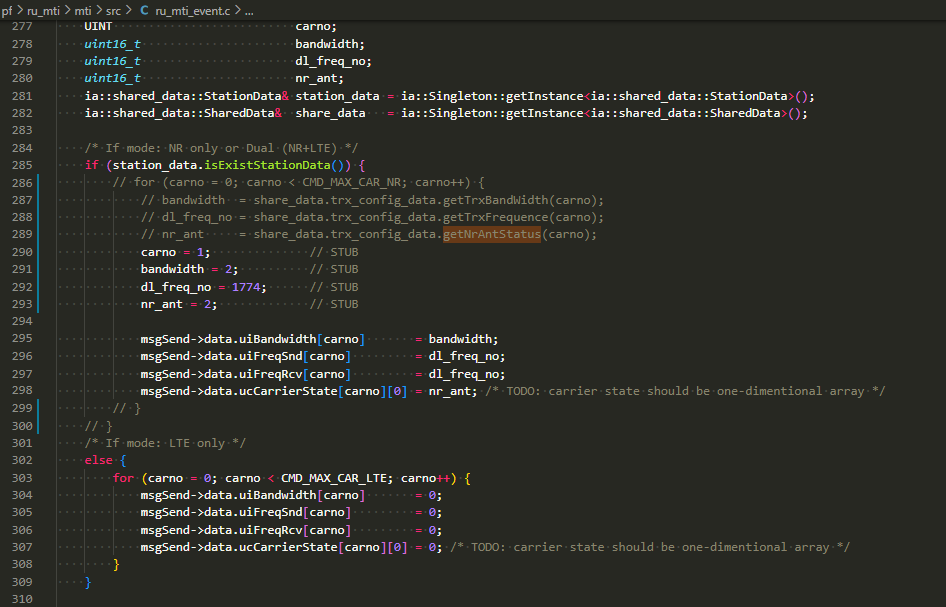 pf > ru_mti > mti > src > C ru_mti_event.c > ...
277 UINT carno;
278 uint16_t bandwidth;
279 uint16_t dl_freq_no;
280 uint16_t nr_ant;
281 ia::shared_data::StationData& station_data = ia::Singleton::getInstance<ia::shared_data::StationData>();
282 ia::shared_data::SharedData& share_data = ia::Singleton::getInstance<ia::shared_data::SharedData>();
283
284 /* If mode: NR only or Dual (NR+LTE) */
285 if (station_data.isExistStationData()) {
286 // for (carno = 0; carno < CMD_MAX_CAR_NR; carno++) {
287 // bandwidth = share_data.trx_config_data.getTrxBandWidth(carno);
288 // dl_freq_no = share_data.trx_config_data.getTrxFrequence(carno);
289 // nr_ant = share_data.trx_config_data.getNrAntStatus(carno);
290 carno = 1; // STUB
291 bandwidth = 2; // STUB
292 dl_freq_no = 1774; // STUB
293 nr_ant = 2; // STUB
294
295 msgSend->data.uiBandwidth[carno] = bandwidth;
296 msgSend->data.uiFreqSnd[carno] = dl_freq_no;
297 msgSend->data.uiFreqRcv[carno] = dl_freq_no;
298 msgSend->data.ucCarrierState[carno][0] = nr_ant; /* TODO: carrier state should be one-dimentional array */
299 // }
300 // }
301 /* If mode: LTE only */
302 else {
303 for (carno = 0; carno < CMD_MAX_CAR_LTE; carno++) {
304 msgSend->data.uiBandwidth[carno] = 0;
305 msgSend->data.uiFreqSnd[carno] = 0;
306 msgSend->data.uiFreqRcv[carno] = 0;
307 msgSend->data.ucCarrierState[carno][0] = 0; /* TODO: carrier state should be one-dimentional array */
308 }
309 }
310